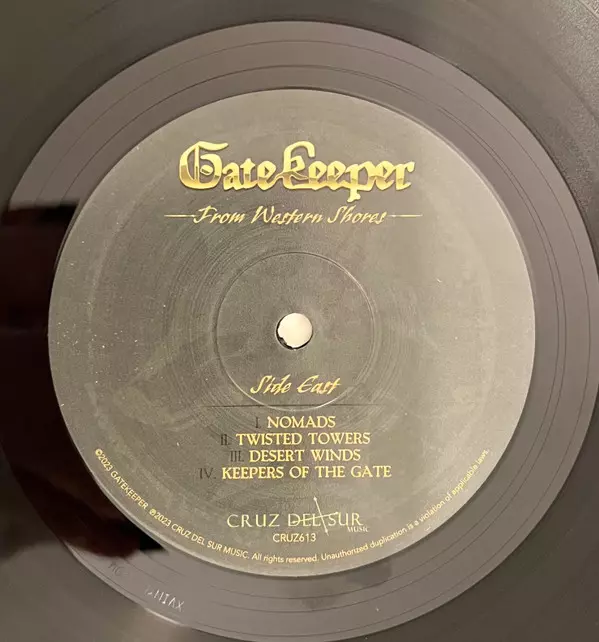 GateKeeper
From Western Shores
Side East
I. NOMADS
II. TWISTED TOWERS
III. DESERT WINDS
IV. KEEPERS OF THE GATE
CRUZ DEL SUR
MUSIC
CRUZ613
©2023 GATEKEEPER ℗2023 CRUZ DEL SUR MUSIC. All rights reserved. Unauthorized duplication is a violation of applicable laws.